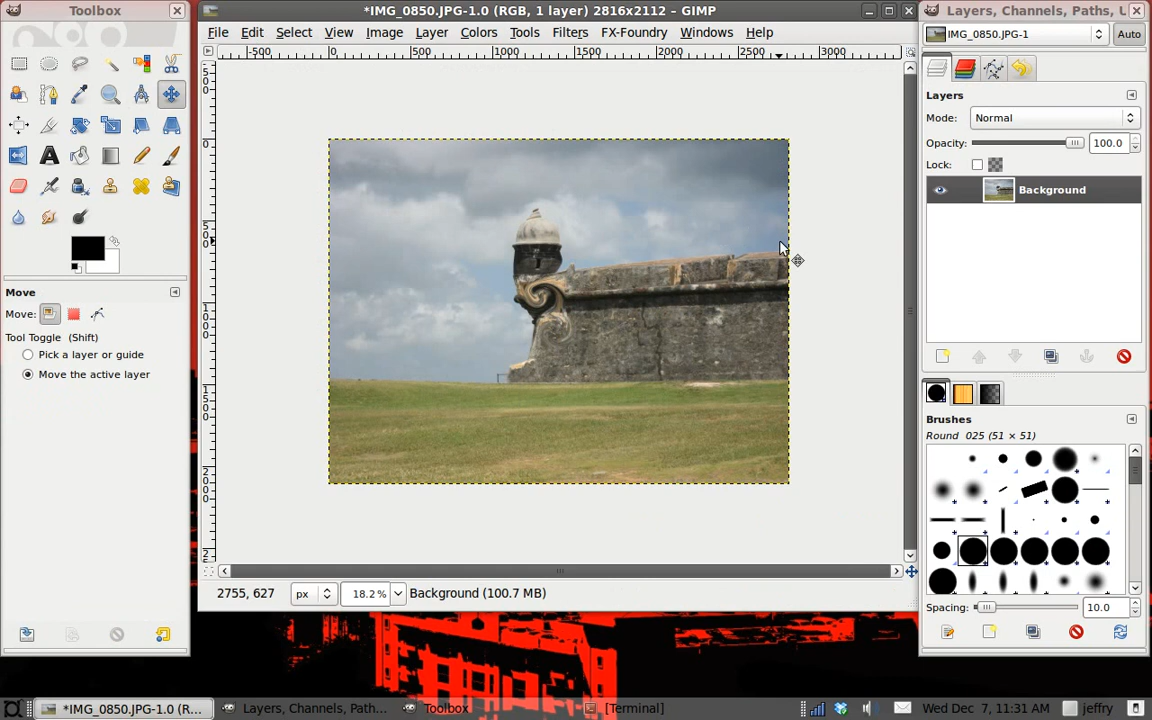 Toolbox
Move
Move:
Tool Toggle (Shift)
Pick a layer or guide
Move the active layer
*IMG_0850.JPG-1.0 (RGB, 1 layer) 2816x2112 – GIMP
File Edit Select View Image Layer Colors Tools Filters FX-Foundry Windows Help
-500 0 500 1000 1500 2000 2500 3000
2755, 627 px 18.2% Background (100.7 MB)
Layers, Channels, Paths, U
IMG_0850.JPG-1 Auto
Layers
Mode: Normal
Opacity: 100.0
Lock:
Background
Brushes
Round 025 (51 × 51)
Spacing: 10.0
*IMG_0850.JPG-1.0 (R... Layers, Channels, Path... Toolbox [Terminal] Wed Dec 7, 11:31 AM jeffry